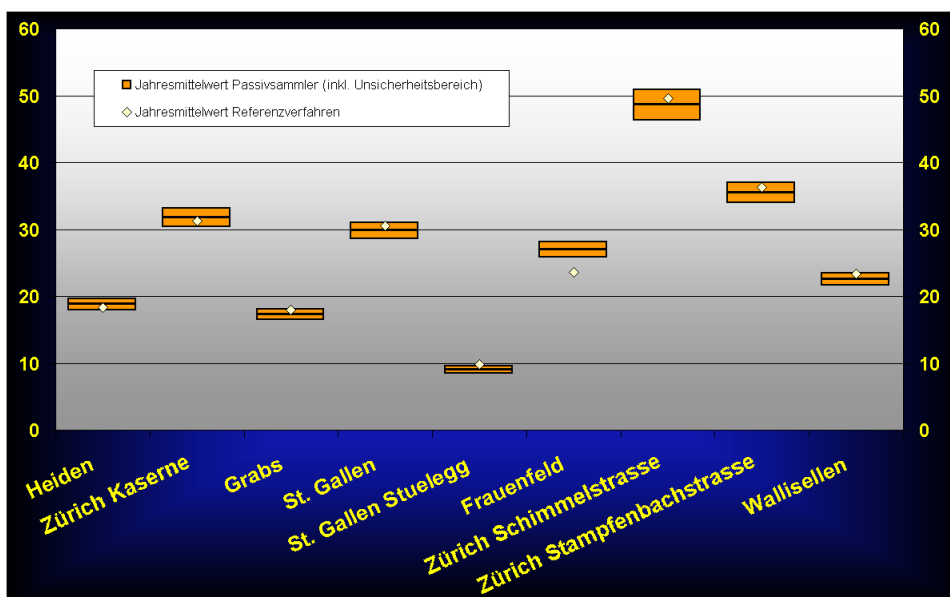 60
60
Jahresmittelwert Passivsammler (inkl. Unsicherheitsbereich)
Jahresmittelwert Referenzverfahren
50
50
40
40
30
30
20
20
10
10
0
0
Heiden
Zürich Kaserne
Grabs
St. Gallen
St. Gallen Stuelegg
Frauenfeld
Zürich Schimmelstrasse
Zürich Stampfenbachstrasse
Wallisellen